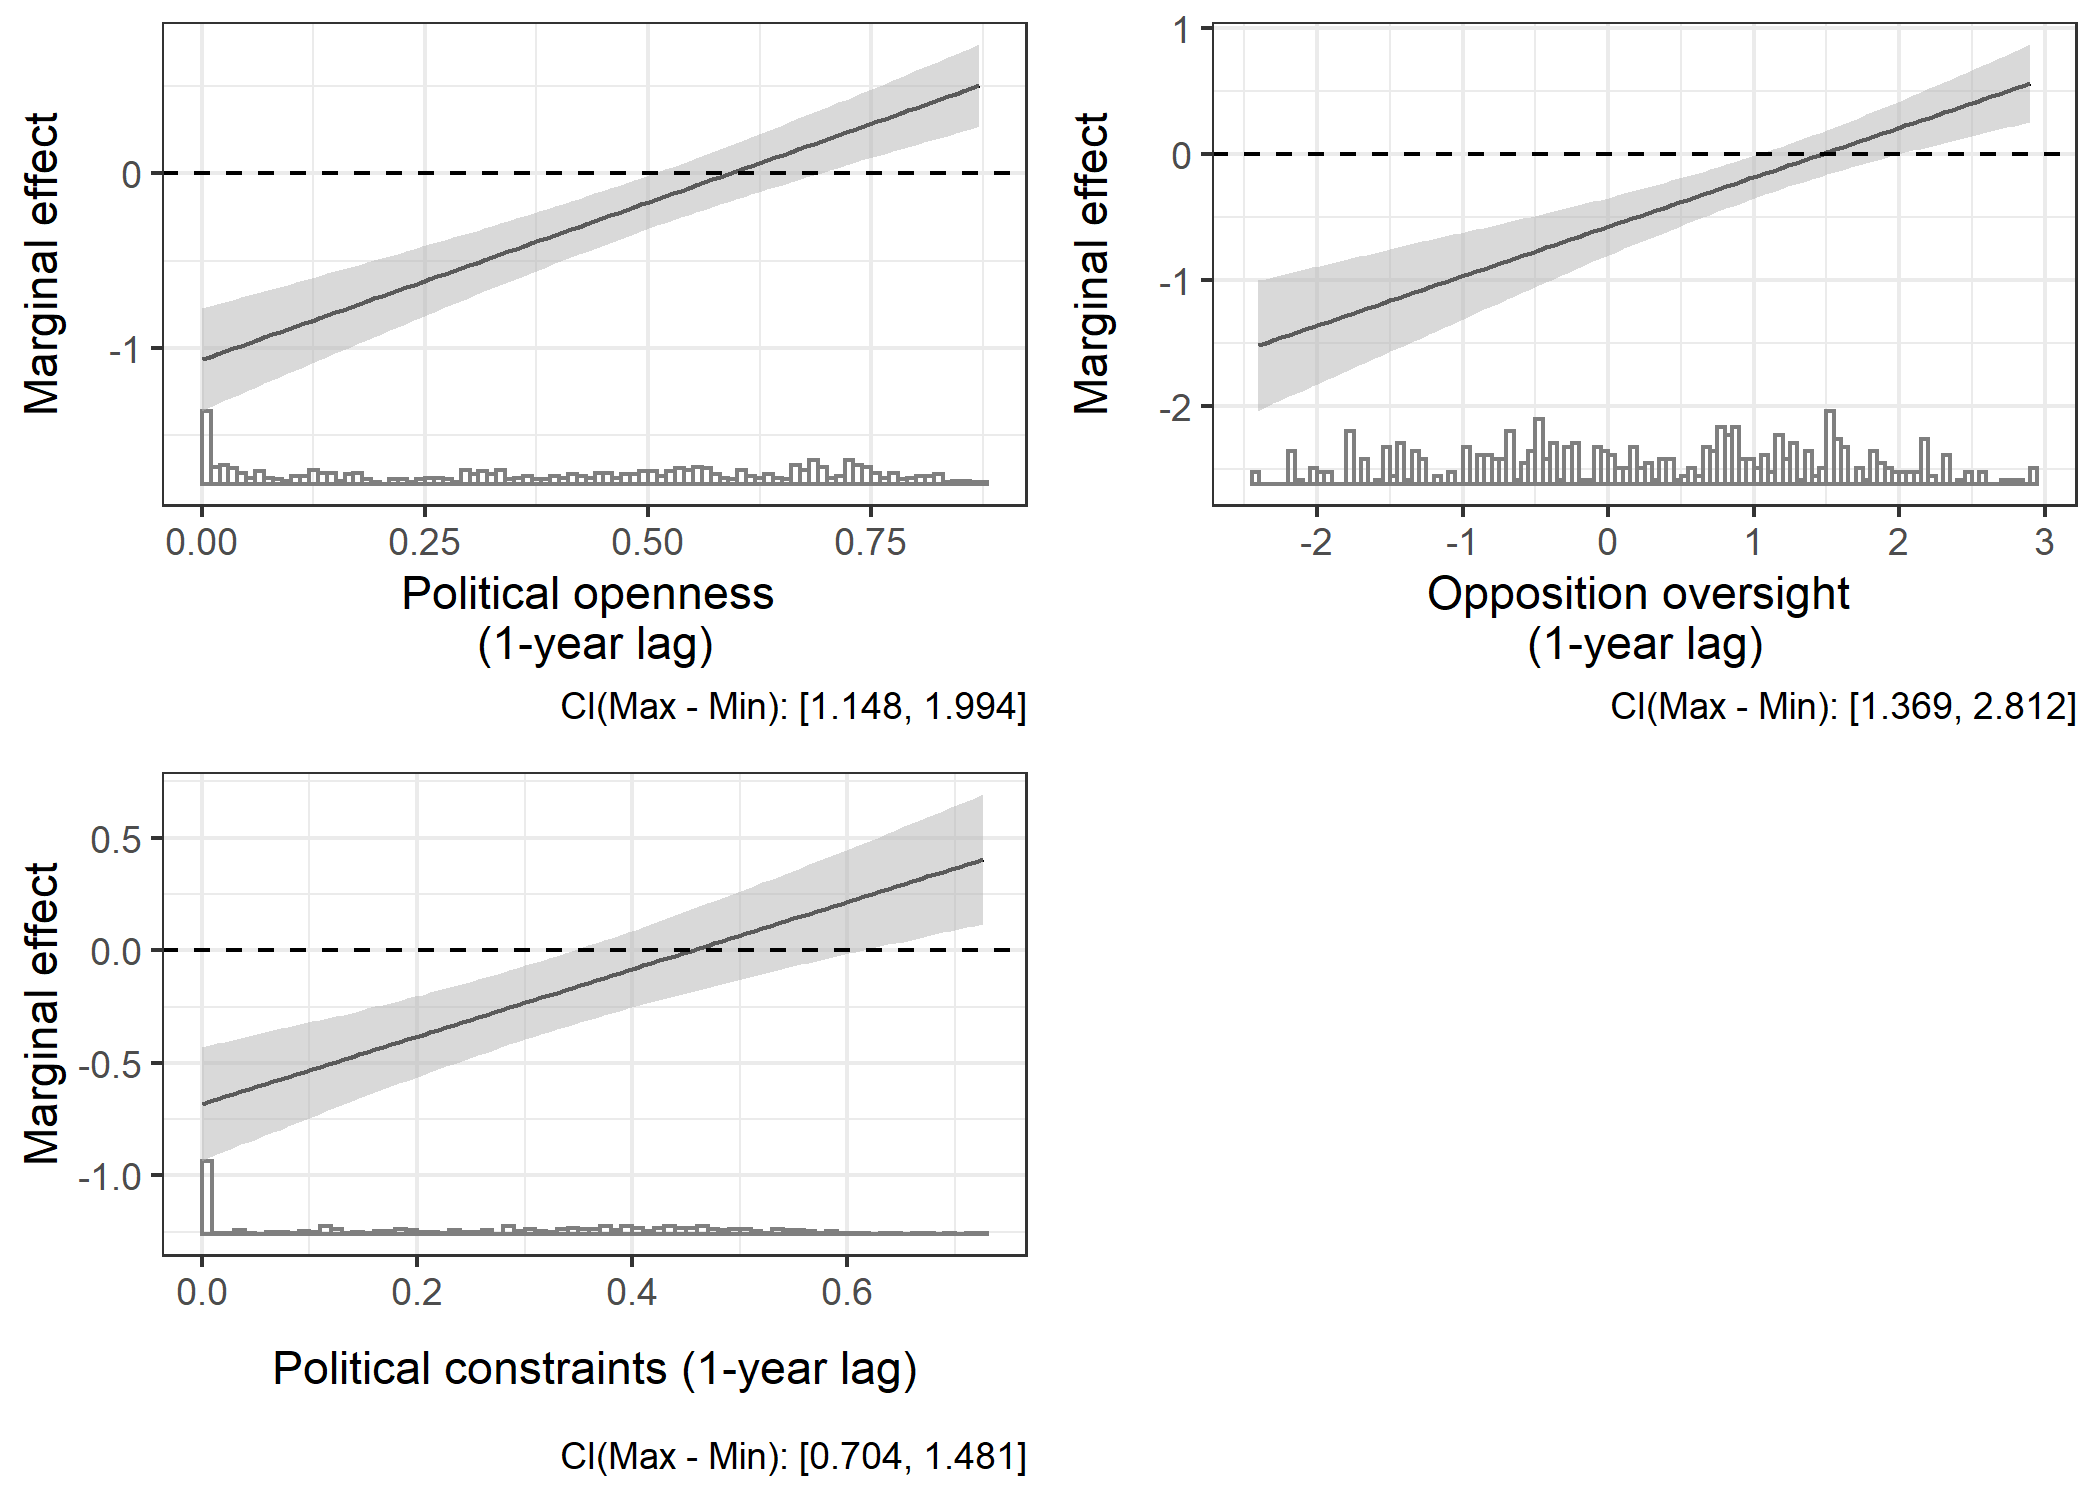 Marginal effect
0
-1
0.00 0.25 0.50 0.75
Political openness
(1-year lag)
CI(Max - Min): [1.148, 1.994]
Marginal effect
1
0
-1
-2
-2 -1 0 1 2 3
Opposition oversight
(1-year lag)
CI(Max - Min): [1.369, 2.812]
Marginal effect
0.5
0.0
-0.5
-1.0
0.0 0.2 0.4 0.6
Political constraints (1-year lag)
CI(Max - Min): [0.704, 1.481]